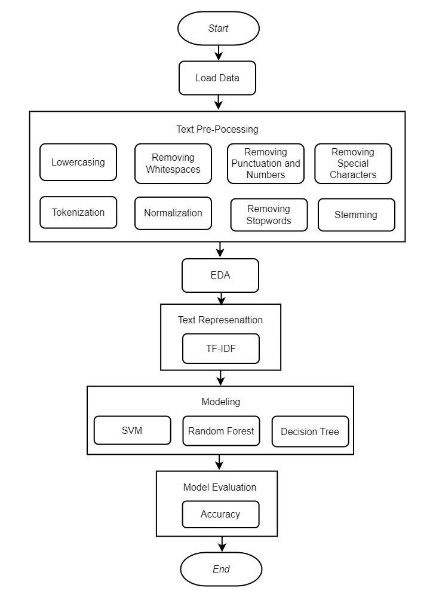 Start
Load Data
Text Pre-Pocessing
Lowercasing
Removing
Whitespaces
Removing
Punctuation and
Numbers
Removing
Special
Characters
Tokenization
Normalization
Removing
Stopwords
Stemming
EDA
Text Represenattion
TF-IDF
Modeling
SVM
Random Forest
Decision Tree
Model Evaluation
Accuracy
End